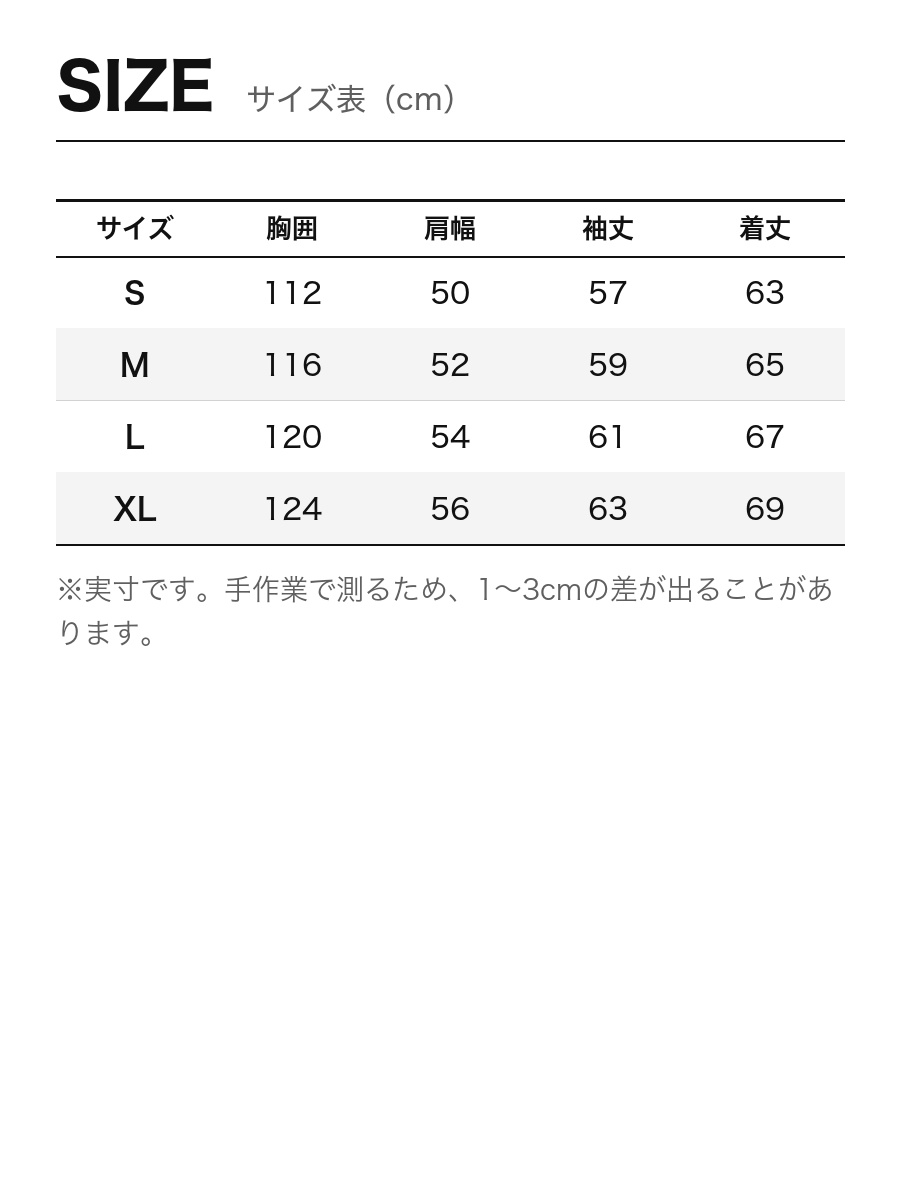 SIZE サイズ表（cm）
サイズ 胸囲 肩幅 袖丈 着丈
S 112 50 57 63
M 116 52 59 65
L 120 54 61 67
XL 124 56 63 69
※実寸です。手作業で測るため、1〜3cmの差が出ることがあ
ります。